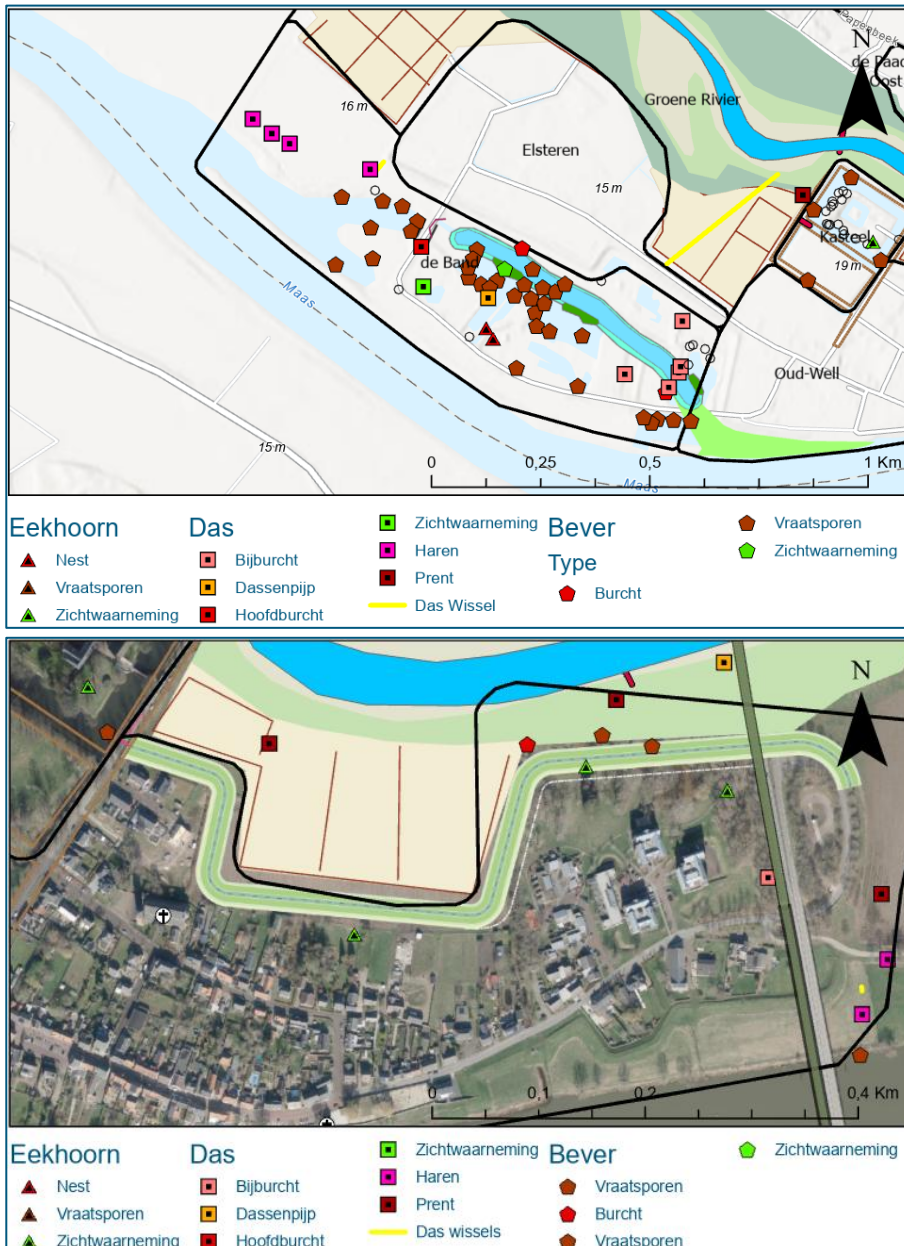 Papenbeek
N
de Paad
Oost
Groene Rivier
16 m
Elsteren
15 m
Kasteel
19 m
de Band
Maas
Oud-Well
15 m
0 0,25 0,5 1 Km
Maas
Eekhoorn
Nest
Vraatsporen
Zichtwaarneming
Das
Bijburcht
Dassenpijp
Hoofdburcht
Zichtwaarneming
Haren
Prent
Das Wissel
Bever
Type
Burcht
Vraatsporen
Zichtwaarneming
N
0 0,1 0,2 0,4 Km
Eekhoorn
Nest
Vraatsporen
Zichtwaarneming
Das
Bijburcht
Dassenpijp
Hoofdburcht
Zichtwaarneming
Haren
Prent
Das wissels
Bever
Vraatsporen
Burcht
Vraatsporen
Zichtwaarneming